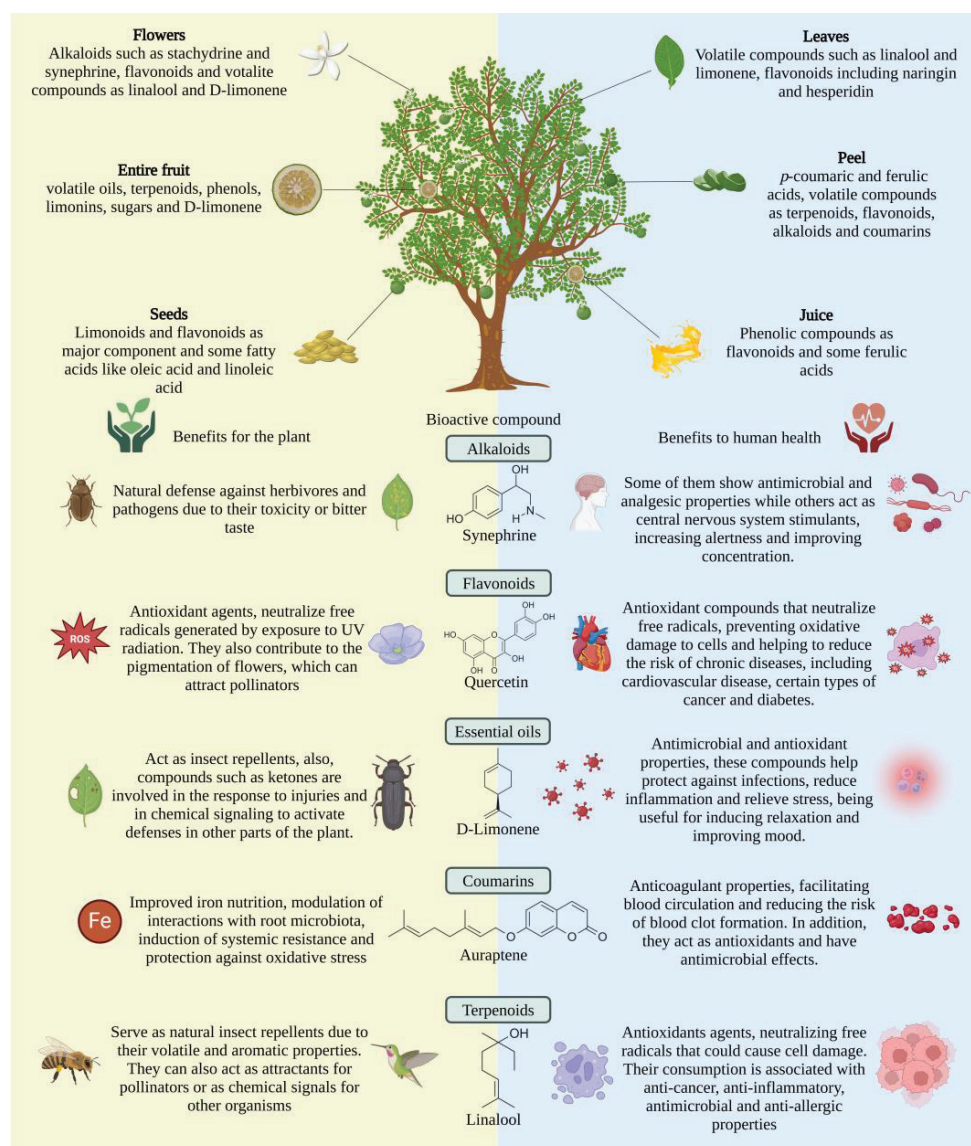 Flowers
Alkaloids such as stachydrine and
synephrine, flavonoids and votalite
compounds as linalool and D-limonene
Leaves
Volatile compounds such as linalool and
limonene, flavonoids including naringin
and hesperidin
Entire fruit
volatile oils, terpenoids, phenols,
limonins, sugars and D-limonene
Peel
p-coumaric and ferulic
acids, volatile compounds
as terpenoids, flavonoids,
alkaloids and coumarins
Seeds
Limonoids and flavonoids as
major component and some fatty
acids like oleic acid and linoleic
acid
Juice
Phenolic compounds as
flavonoids and some ferulic
acids
Benefits for the plant
Bioactive compound
Benefits to human health
Alkaloids
Natural defense against herbivores and
pathogens due to their toxicity or bitter
taste
OH
HO
H
N
Synephrine
Some of them show antimicrobial and
analgesic properties while others act as
central nervous system stimulants,
increasing alertness and improving
concentration.
Flavonoids
ROS
Antioxidant agents, neutralize free
radicals generated by exposure to UV
radiation. They also contribute to the
pigmentation of flowers, which can
attract pollinators
OH
OH
HO
O
OH
OH
O
Quercetin
Antioxidant compounds that neutralize
free radicals, preventing oxidative
damage to cells and helping to reduce
the risk of chronic diseases, including
cardiovascular disease, certain types of
cancer and diabetes.
Essential oils
Act as insect repellents, also,
compounds such as ketones are
involved in the response to injuries and
in chemical signaling to activate
defenses in other parts of the plant.
D-Limonene
Antimicrobial and antioxidant
properties, these compounds help
protect against infections, reduce
inflammation and relieve stress, being
useful for inducing relaxation and
improving mood.
Coumarins
Fe
Improved iron nutrition, modulation of
interactions with root microbiota,
induction of systemic resistance and
protection against oxidative stress
O
O
O
Auraptene
Anticoagulant properties, facilitating
blood circulation and reducing the risk
of blood clot formation. In addition,
they act as antioxidants and have
antimicrobial effects.
Terpenoids
Serve as natural insect repellents due to
their volatile and aromatic properties.
They can also act as attractants for
pollinators or as chemical signals for
other organisms
OH
Linalool
Antioxidants agents, neutralizing free
radicals that could cause cell damage.
Their consumption is associated with
anti-cancer, anti-inflammatory,
antimicrobial and anti-allergic
properties